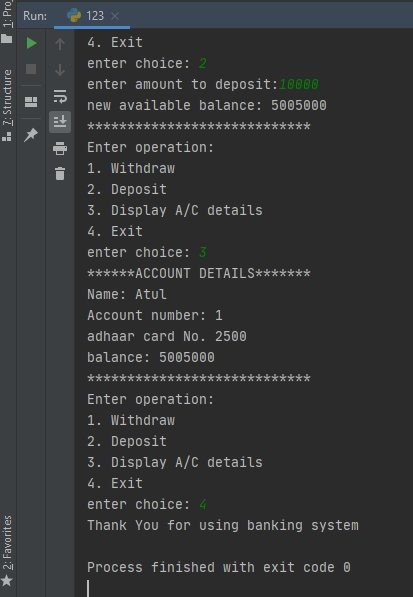 Run: 123 ×
4. Exit
enter choice: 2
enter amount to deposit:10000
new available balance: 5005000
****************************
Enter operation:
1. Withdraw
2. Deposit
3. Display A/C details
4. Exit
enter choice: 3
******ACCOUNT DETAILS*******
Name: Atul
Account number: 1
adhaar card No. 2500
balance: 5005000
****************************
Enter operation:
1. Withdraw
2. Deposit
3. Display A/C details
4. Exit
enter choice: 4
Thank You for using banking system
Process finished with exit code 0
7: Structure
2: Favorites